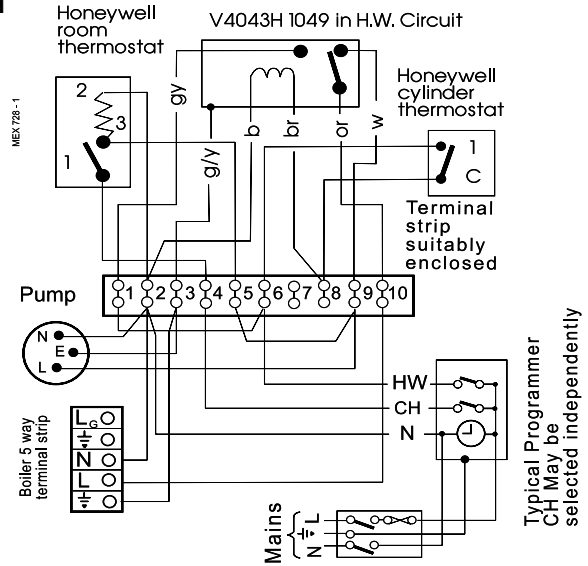 Honeywell
room
thermostat
V4043H 1049 in H.W. Circuit
Honeywell
cylinder
thermostat
MEX 728 - 1
2
3
1
gy
g/y
b
br
or
w
1
C
Terminal
strip
suitably
enclosed
1 2 3 4 5 6 7 8 9 10
Pump
N
E
L
HW
CH
N
Boiler 5 way
terminal strip
LG
N
L
Typical Programmer
CH May be
selected independently
Mains
L
N